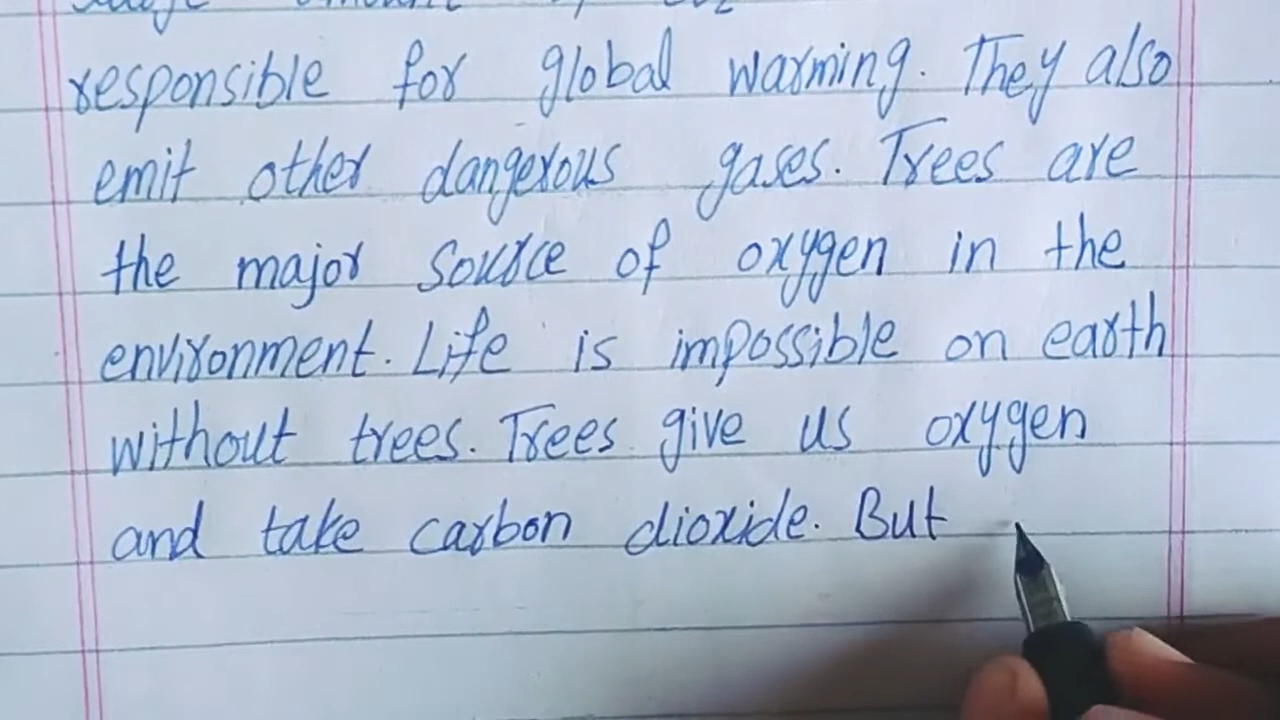 responsible for global warming. They also
emit other dangerous gases. Trees are
the major source of oxygen in the
environment. Life is impossible on earth
without trees. Trees give us oxygen
and take carbon dioxide. But